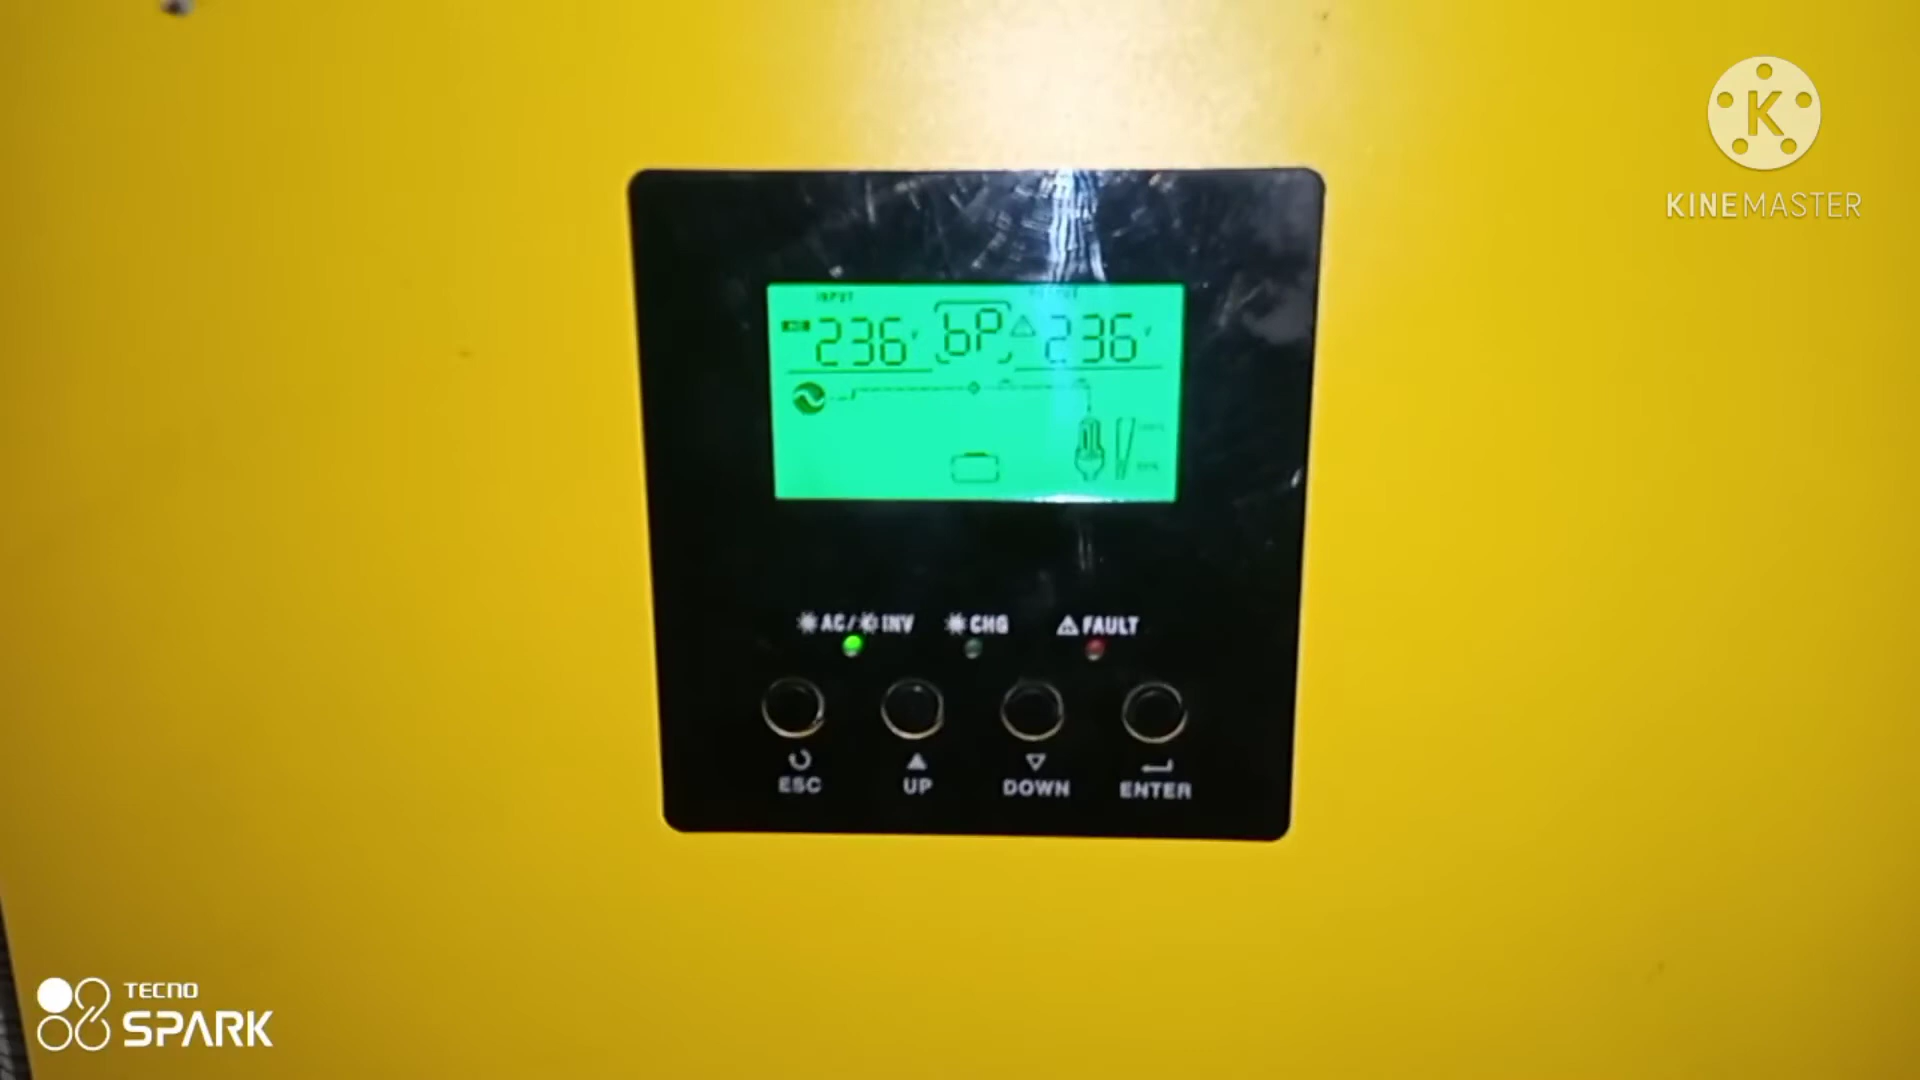 K
KINEMASTER
INPUT
236 V bP 236 V
AC/ INV CHG FAULT
ESC UP DOWN ENTER
TECNO
SPARK